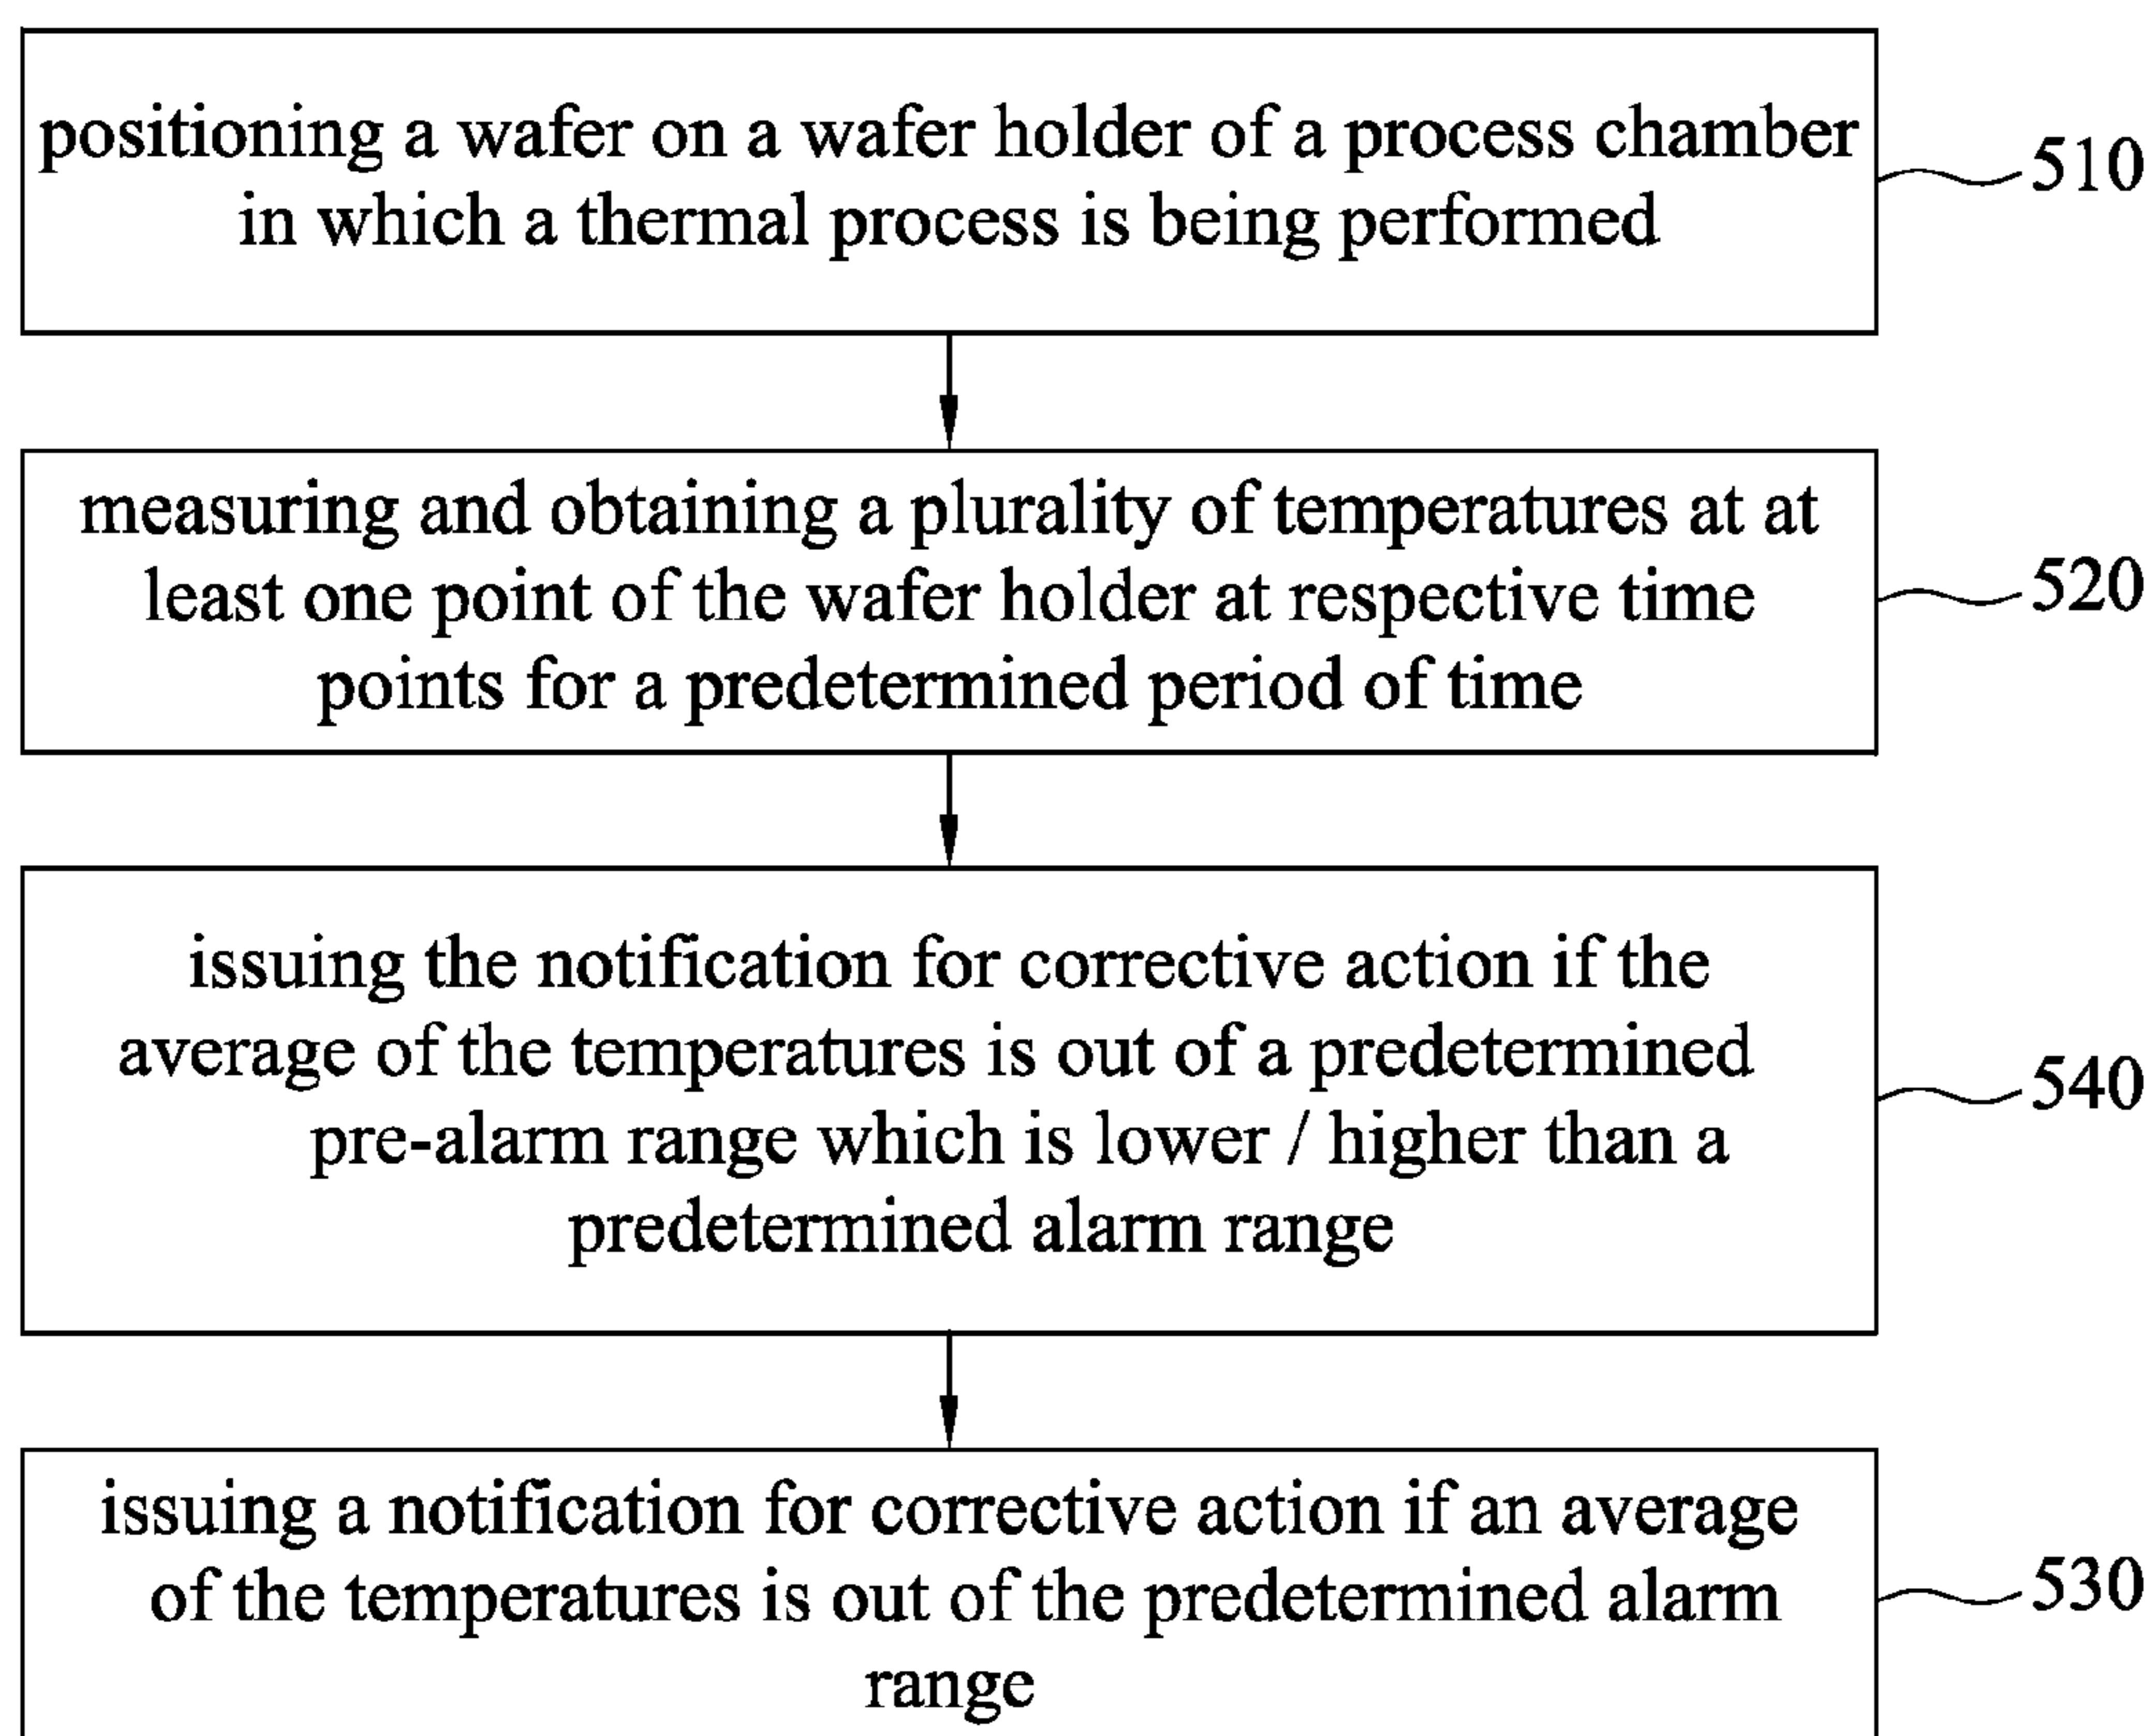 positioning a wafer on a wafer holder of a process chamber
in which a thermal process is being performed
510
measuring and obtaining a plurality of temperatures at at
least one point of the wafer holder at respective time
points for a predetermined period of time
520
issuing the notification for corrective action if the
average of the temperatures is out of a predetermined
pre-alarm range which is lower / higher than a
predetermined alarm range
540
issuing a notification for corrective action if an average
of the temperatures is out of the predetermined alarm
range
530